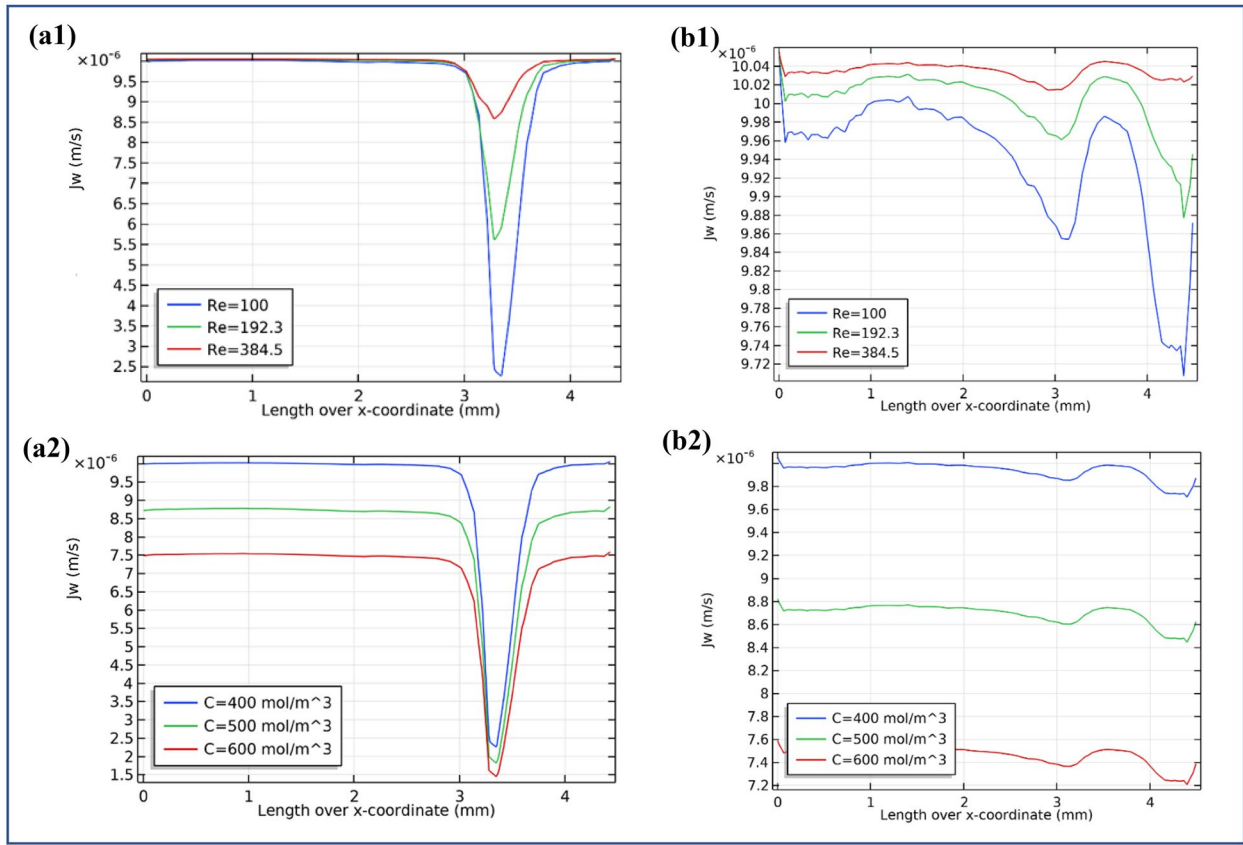 (a1)
×10⁻⁶
9.5
9
8.5
8
7.5
7
6.5
6
5.5
5
4.5
4
3.5
3
2.5
Jw (m/s)
Re=100
Re=192.3
Re=384.5
0 1 2 3 4
Length over x-coordinate (mm)
(b1)
×10⁻⁶
10.04
10.02
10
9.98
9.96
9.94
9.92
9.9
9.88
9.86
9.84
9.82
9.8
9.78
9.76
9.74
9.72
Jw (m/s)
Re=100
Re=192.3
Re=384.5
0 1 2 3 4
Length over x-coordinate (mm)
(a2)
×10⁻⁶
9.5
9
8.5
8
7.5
7
6.5
6
5.5
5
4.5
4
3.5
3
2.5
2
1.5
Jw (m/s)
C=400 mol/m^3
C=500 mol/m^3
C=600 mol/m^3
0 1 2 3 4
Length over x-coordinate (mm)
(b2)
×10⁻⁶
9.8
9.6
9.4
9.2
9
8.8
8.6
8.4
8.2
8
7.8
7.6
7.4
7.2
Jw (m/s)
C=400 mol/m^3
C=500 mol/m^3
C=600 mol/m^3
0 1 2 3 4
Length over x-coordinate (mm)